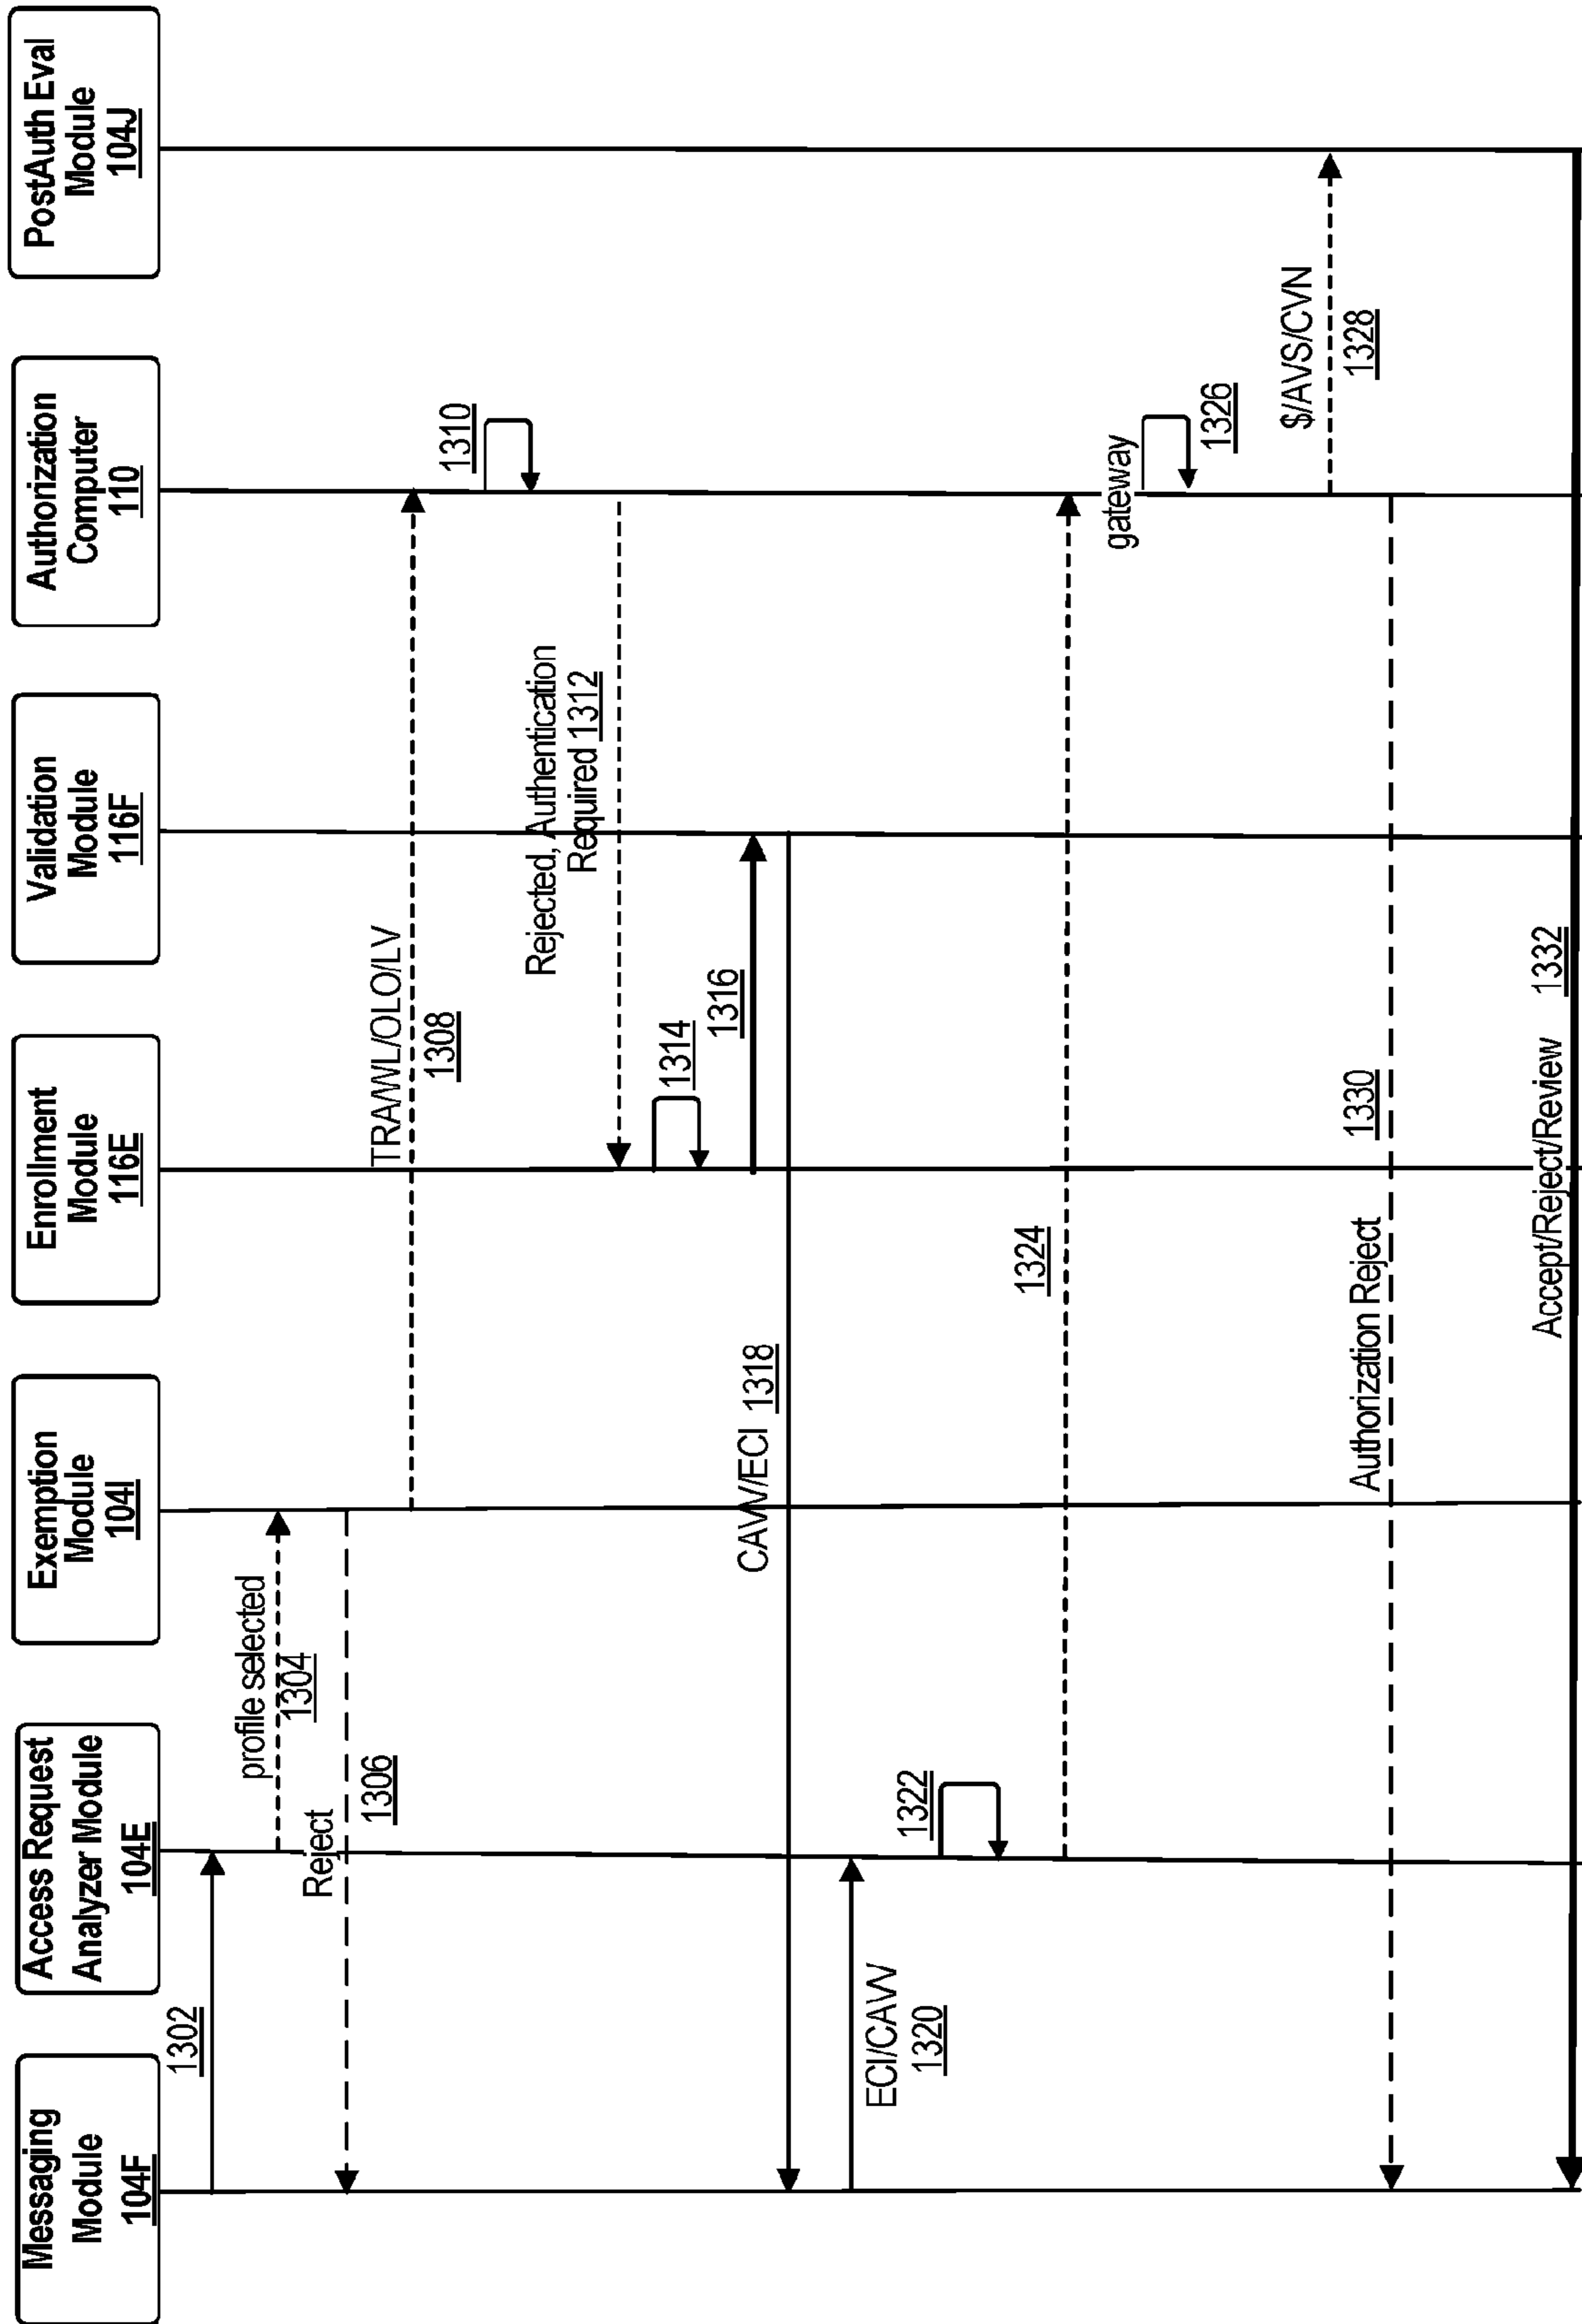 Messaging
Module
104F
Access Request
Analyzer Module
104E
Exemption
Module
104I
Enrollment
Module
116E
Validation
Module
116F
Authorization
Computer
110
PostAuth Eval
Module
104J
1302
profile selected
1304
Reject
1306
TRA/WL/OLO/LV
1308
1310
Rejected, Authentication
Required 1312
1314
1316
CAVV/ECI 1318
ECI/CAVV
1320
1322
1324
gateway
1326
$/AVS/CVN
1328
Authorization Reject
1330
Accept/Reject/Review
1332